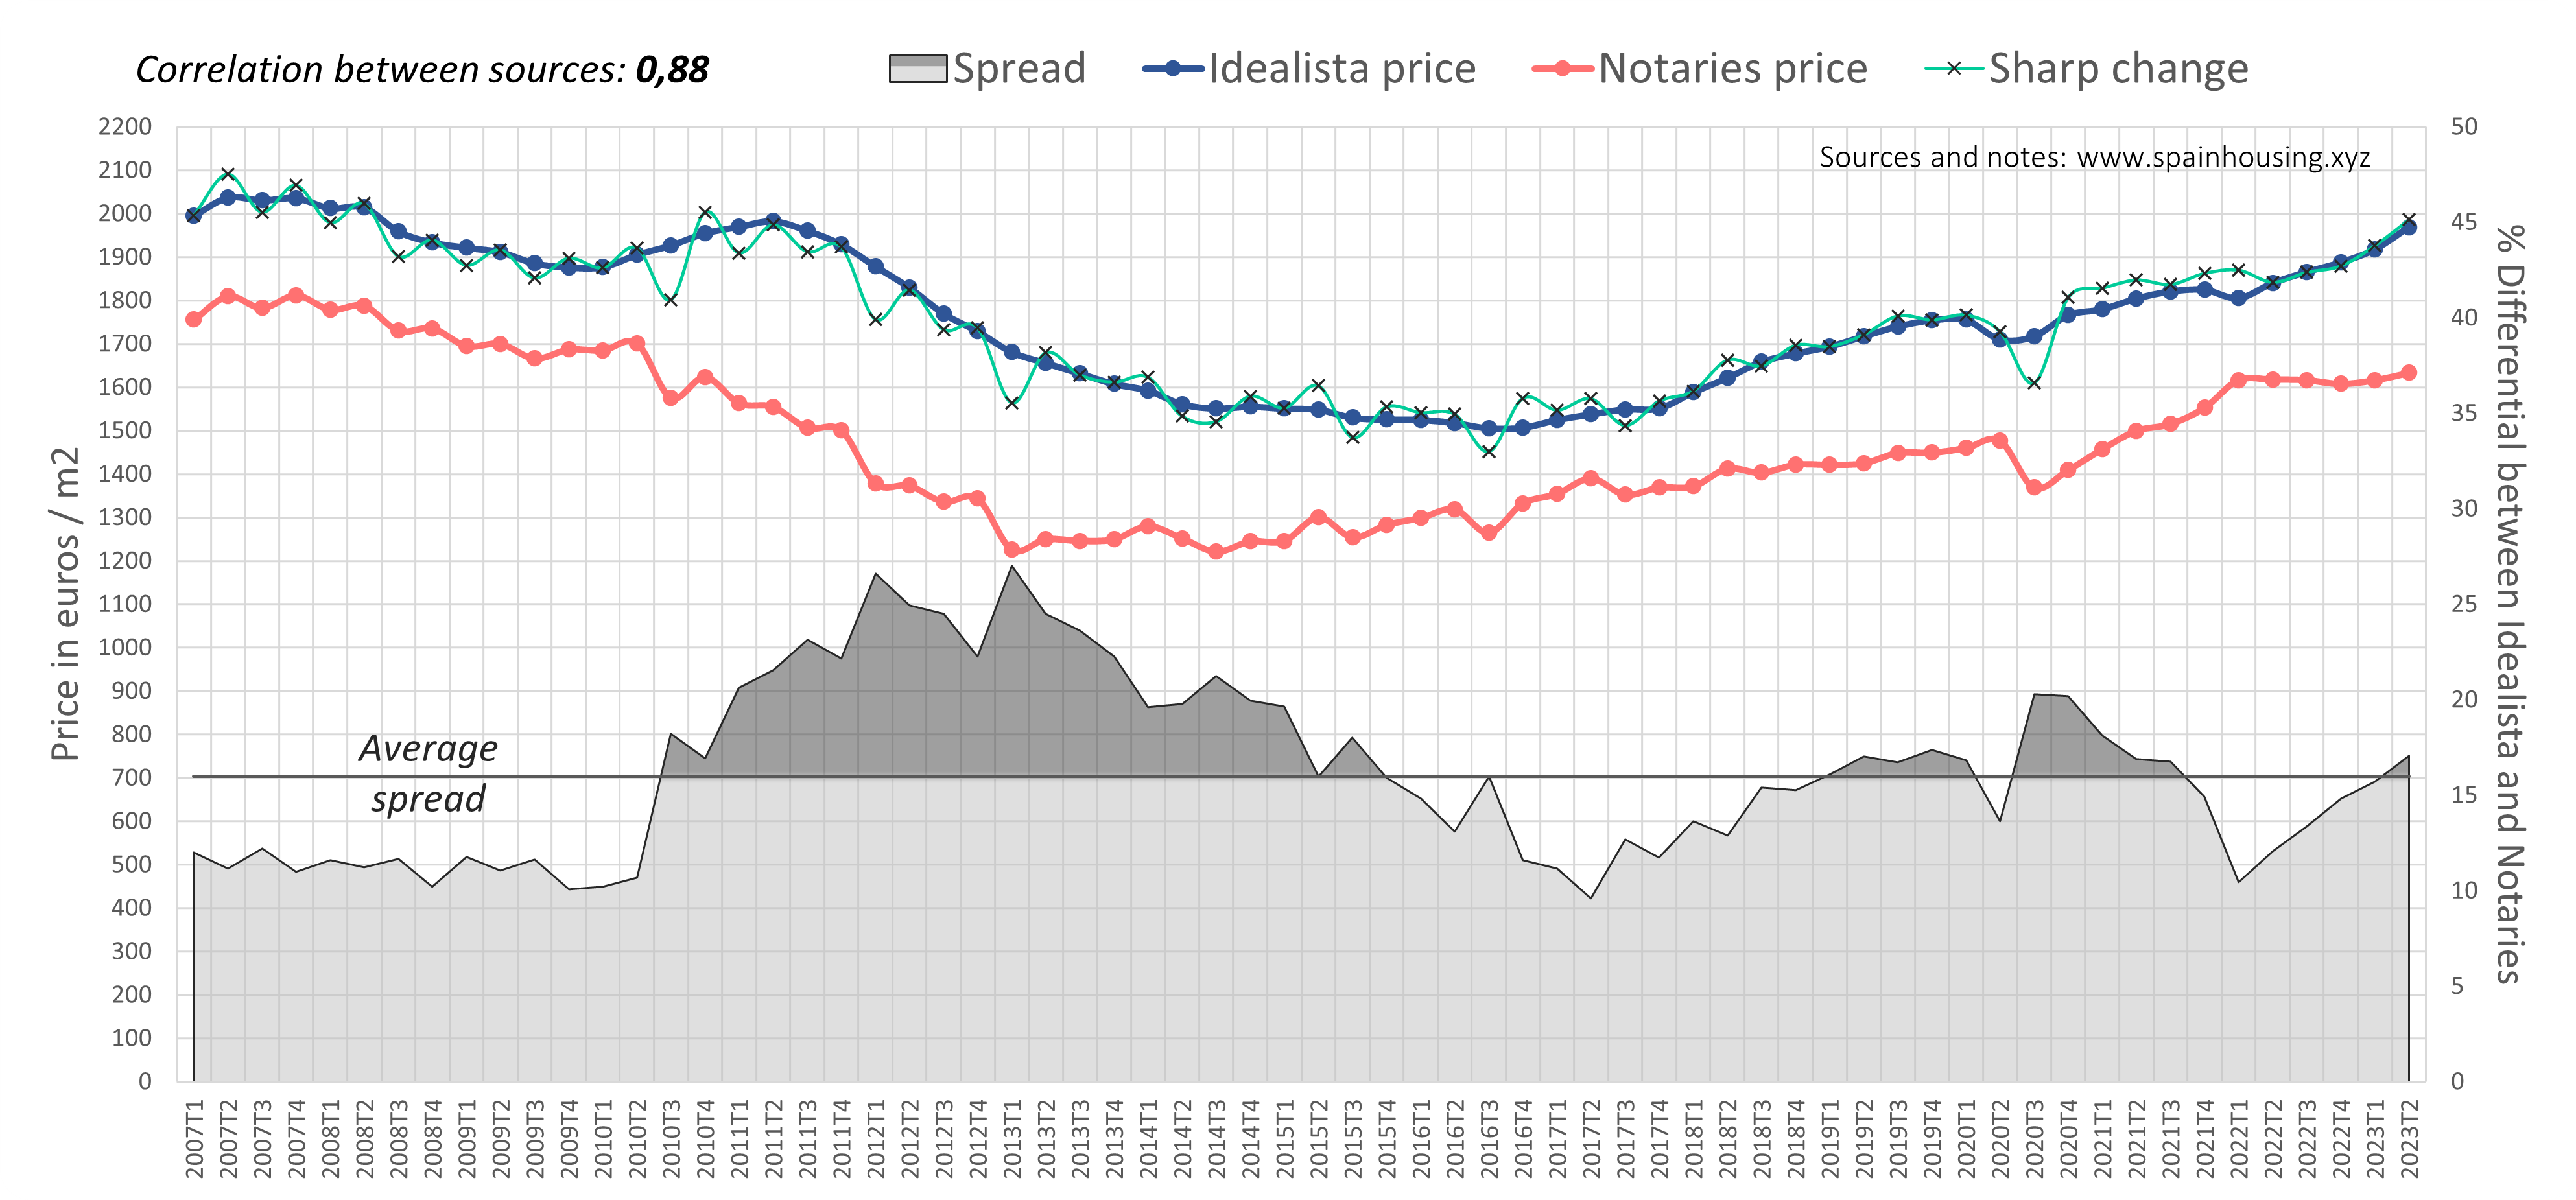 Correlation between sources: 0,88
Spread
Idealista price
Notaries price
Sharp change
Sources and notes: www.spainhousing.xyz
Price in euros / m2
2200
2100
2000
1900
1800
1700
1600
1500
1400
1300
1200
1100
1000
900
800
700
600
500
400
300
200
100
0
Average
spread
50
45
40
35
30
25
20
15
10
5
0
% Differential between Idealista and Notaries
2007T1
2007T2
2007T3
2007T4
2008T1
2008T2
2008T3
2008T4
2009T1
2009T2
2009T3
2009T4
2010T1
2010T2
2010T3
2010T4
2011T1
2011T2
2011T3
2011T4
2012T1
2012T2
2012T3
2012T4
2013T1
2013T2
2013T3
2013T4
2014T1
2014T2
2014T3
2014T4
2015T1
2015T2
2015T3
2015T4
2016T1
2016T2
2016T3
2016T4
2017T1
2017T2
2017T3
2017T4
2018T1
2018T2
2018T3
2018T4
2019T1
2019T2
2019T3
2019T4
2020T1
2020T2
2020T3
2020T4
2021T1
2021T2
2021T3
2021T4
2022T1
2022T2
2022T3
2022T4
2023T1
2023T2